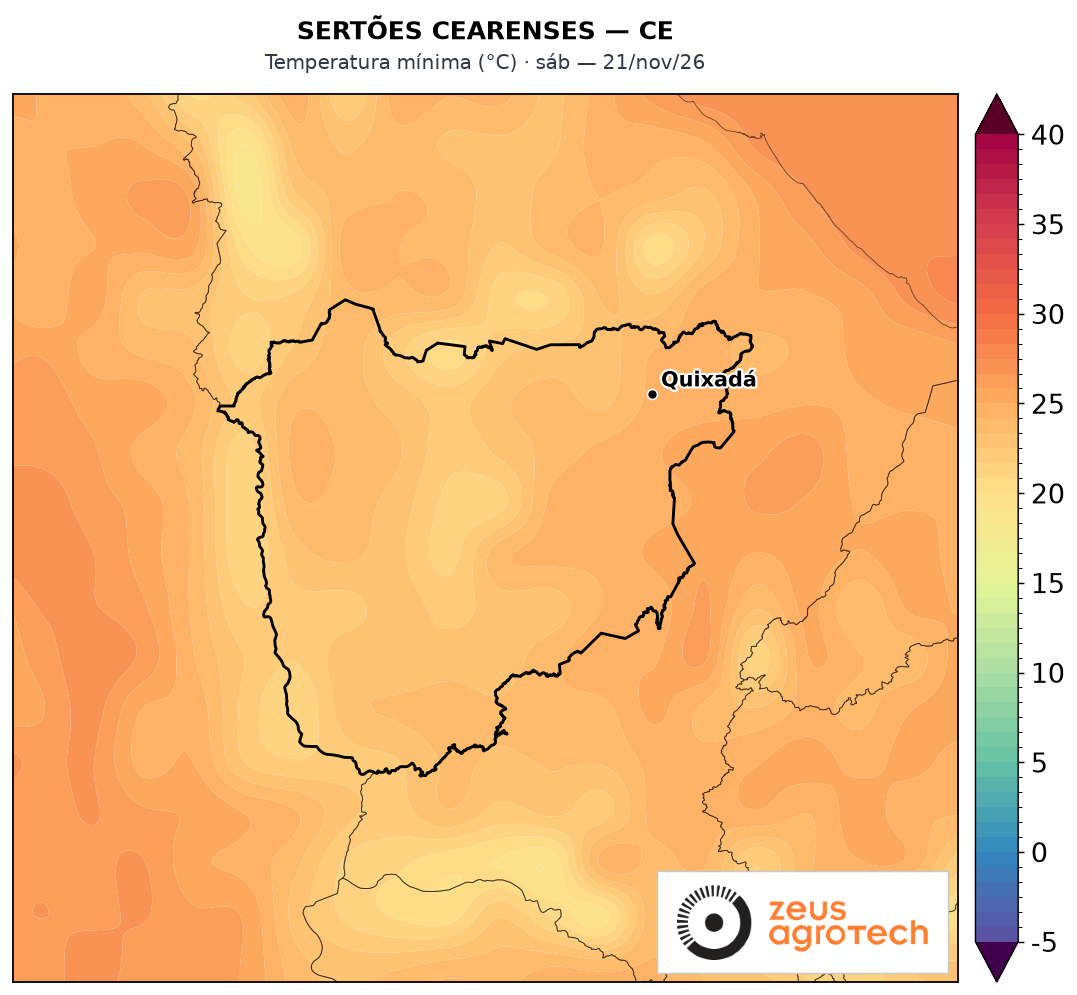 SERTÕES CEARENSES — CE
Temperatura mínima (°C) · sáb — 21/nov/26
Quixadá
40
35
30
25
20
15
10
5
0
-5
zeus
agrotech